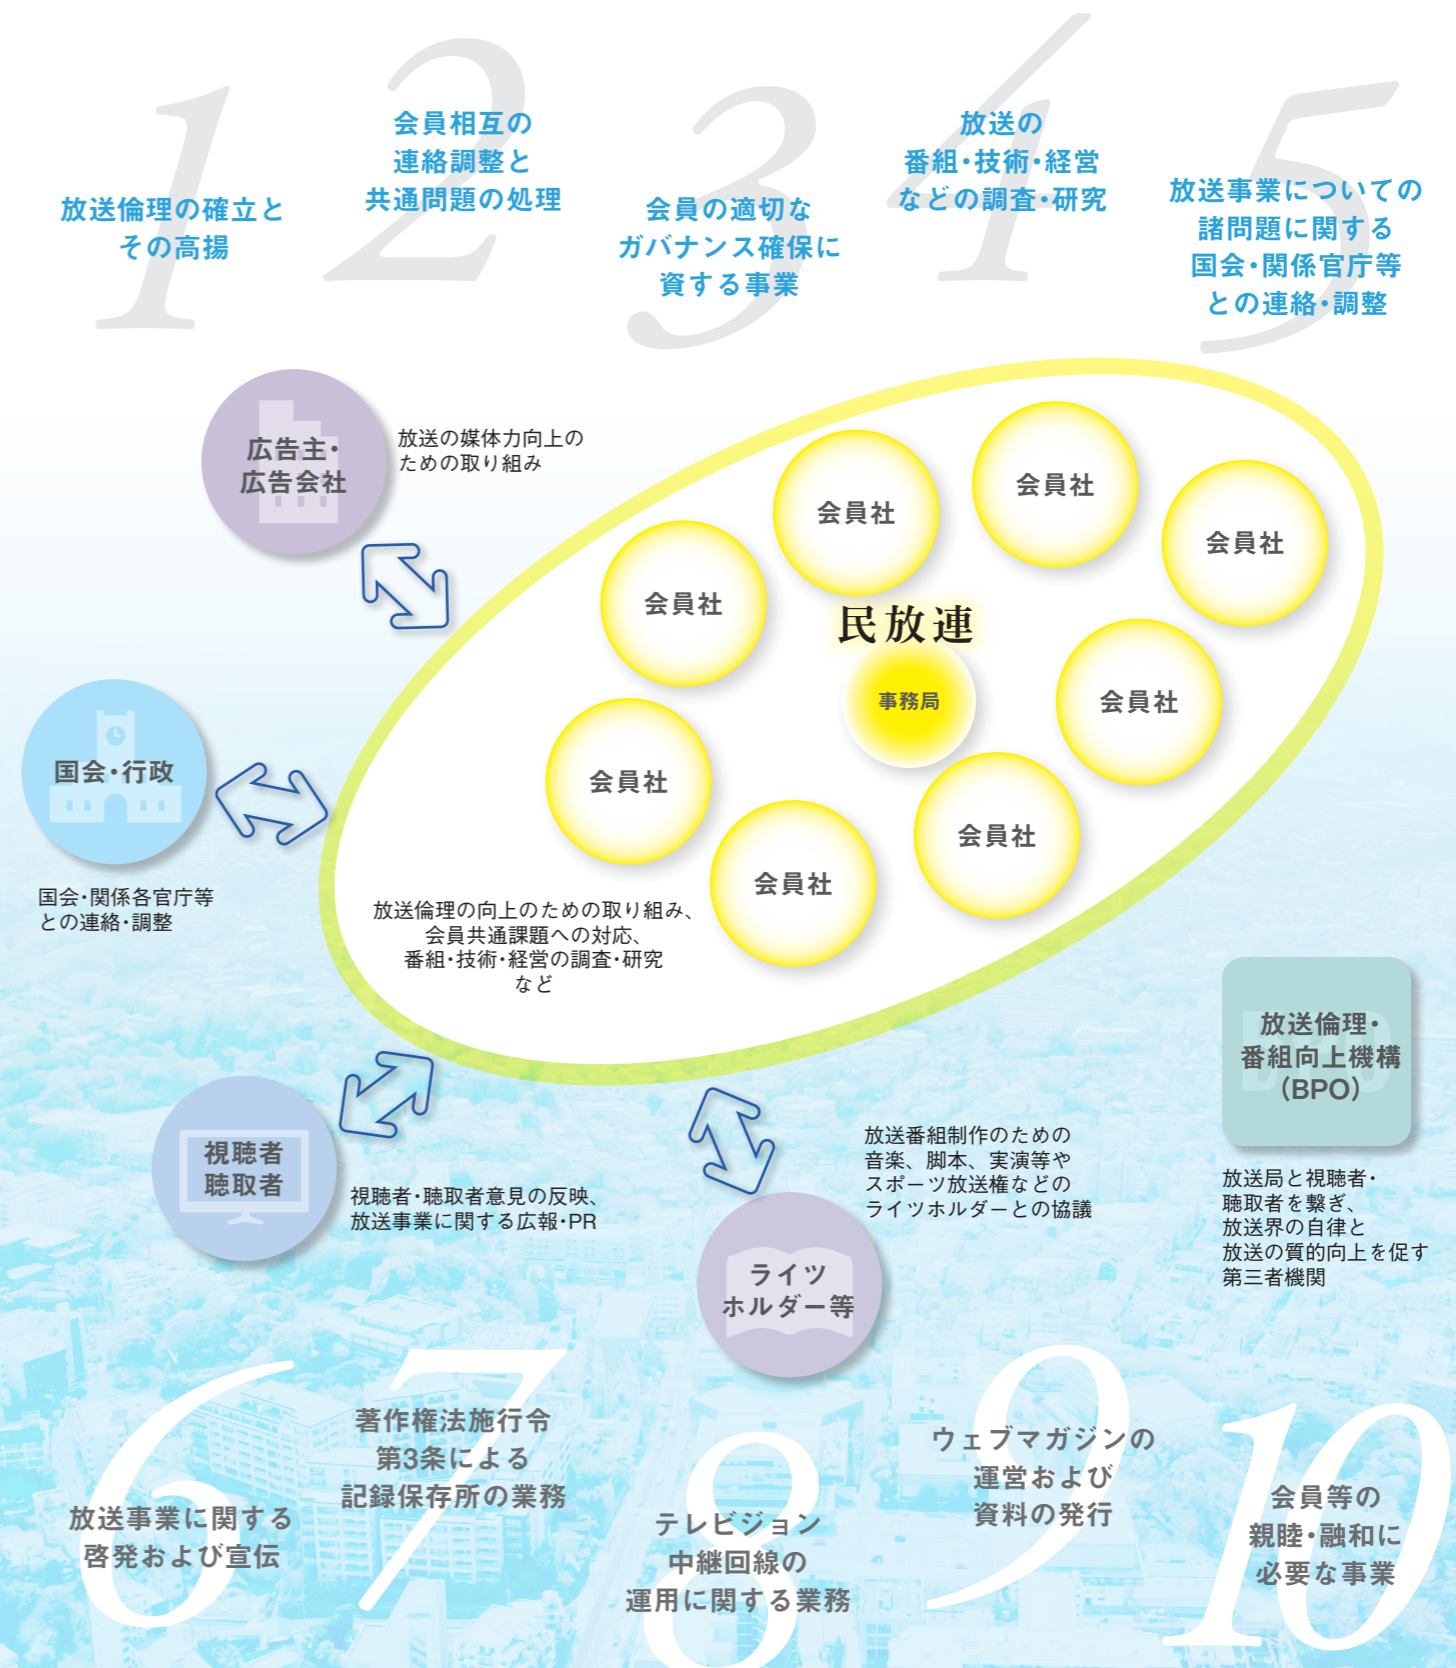 1
放送倫理の確立と
その高揚
2
会員相互の
連絡調整と
共通問題の処理
3
会員の適切な
ガバナンス確保に
資する事業
4
放送の
番組・技術・経営
などの調査・研究
5
放送事業についての
諸問題に関する
国会・関係官庁等
との連絡・調整
広告主・
広告会社
放送の媒体力向上の
ための取り組み
会員社
会員社
会員社
会員社
民放連
事務局
会員社
会員社
会員社
会員社
国会・行政
国会・関係各官庁等
との連絡・調整
放送倫理の向上のための取り組み、
会員共通課題への対応、
番組・技術・経営の調査・研究
など
視聴者
聴取者
視聴者・聴取者意見の反映、
放送事業に関する広報・PR
ライツ
ホルダー等
放送番組制作のための
音楽、脚本、実演等や
スポーツ放送権などの
ライツホルダーとの協議
BPO
放送倫理・
番組向上機構
（BPO）
放送局と視聴者・
聴取者を繋ぎ、
放送界の自律と
放送の質的向上を促す
第三者機関
6
放送事業に関する
啓発および宣伝
7
著作権法施行令
第3条による
記録保存所の業務
8
テレビジョン
中継回線の
運用に関する業務
9
ウェブマガジンの
運営および
資料の発行
10
会員等の
親睦・融和に
必要な事業